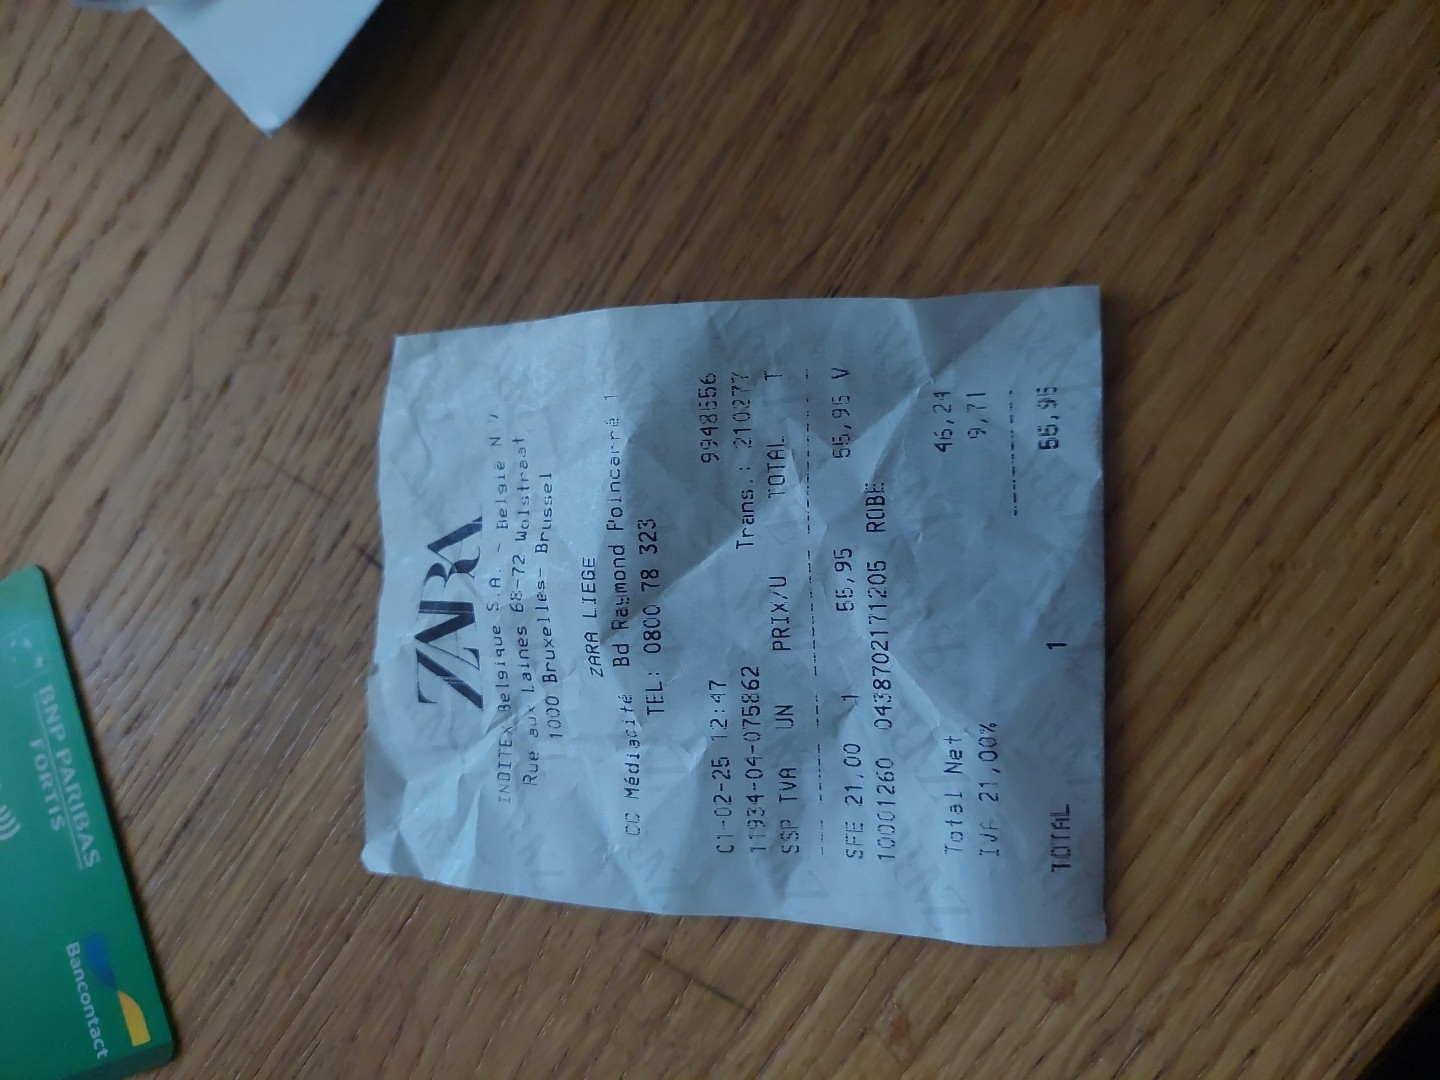 ZARA
INDITEX Belgique S.A. - België N V
Rue aux Laines 68-72 Wolstraat
1000 Bruxelles- Brussel
ZARA LIEGE
CC Médiacité Bd Raymond Poincarré 1
TEL: 0800 78 323
01-02-25 12:47 9948556
11934-04-075862 Trans.: 210277
SSP TVA UN PRIX/U TOTAL T
SFE 21,00 1 55,95 55,95 V
10001260 0438702171205 ROBE
Total Net 46,24
IVA 21,00% 9,71
TOTAL 1 55,95
BNP PARIBAS
FORTIS
Bancontact